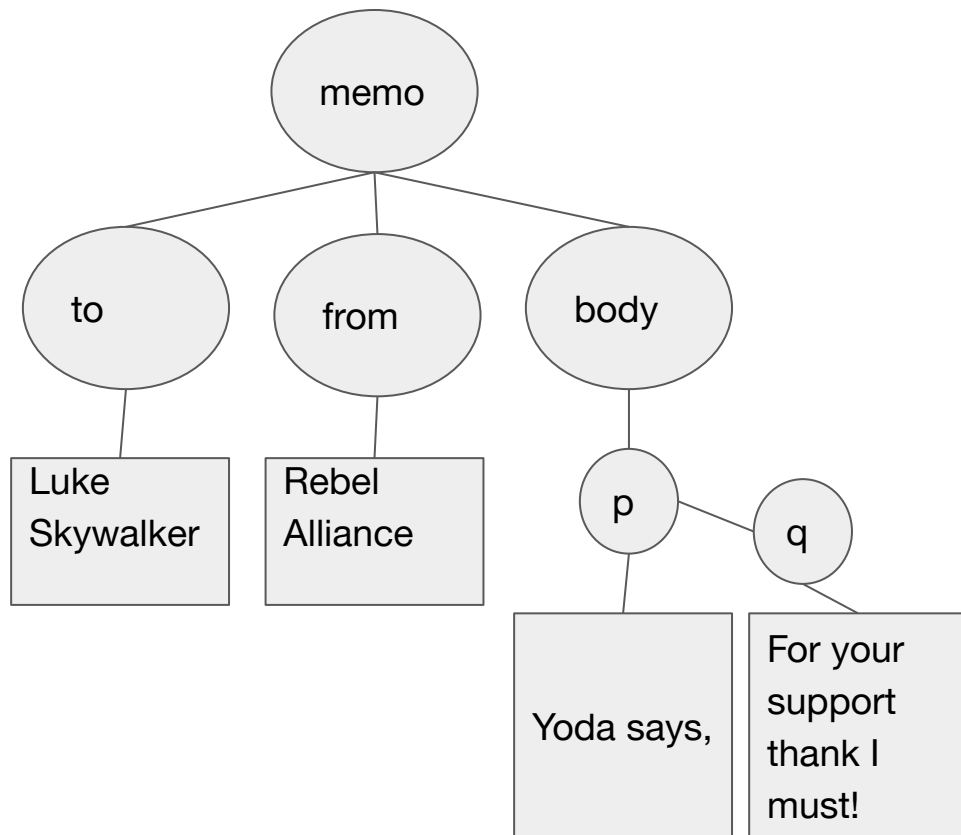 memo
to
from
body
Luke
Skywalker
Rebel
Alliance
p
q
Yoda says,
For your
support
thank I
must!